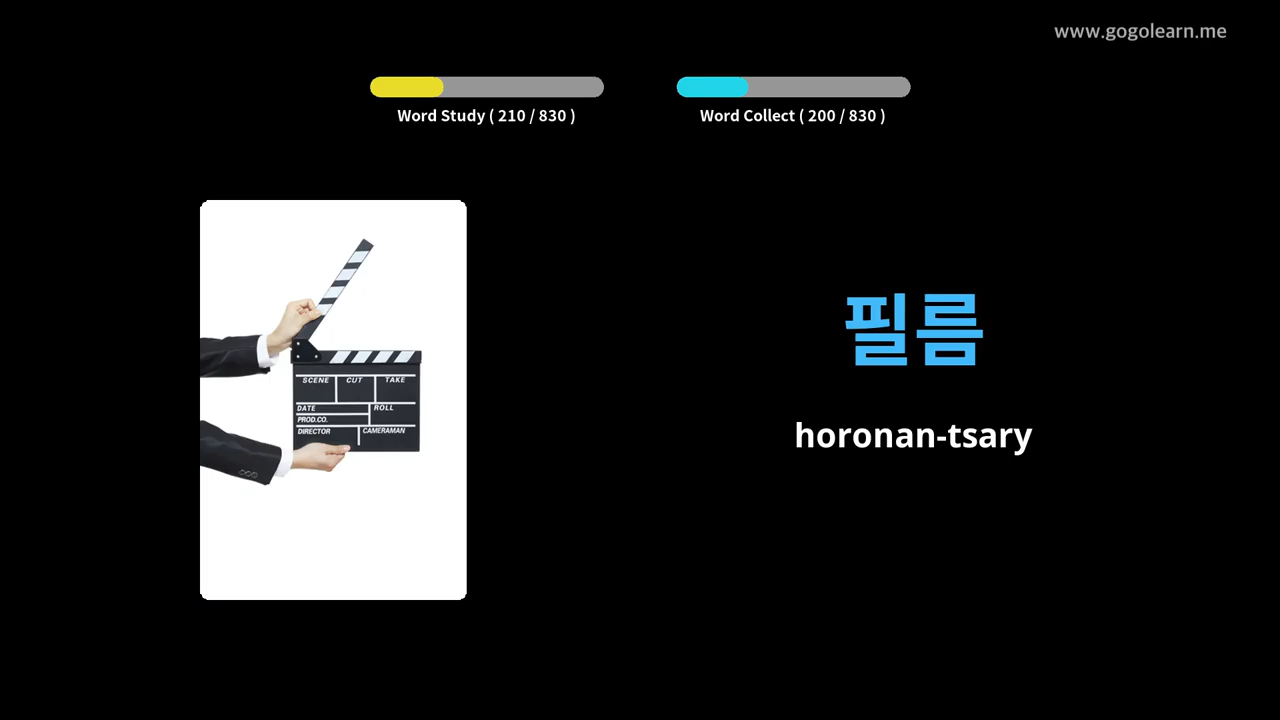 www.gogolearn.me
Word Study ( 210 / 830 )
Word Collect ( 200 / 830 )
SCENE CUT TAKE
DATE ROLL
PROD.CO.
DIRECTOR CAMERAMAN
필름
horonan-tsary